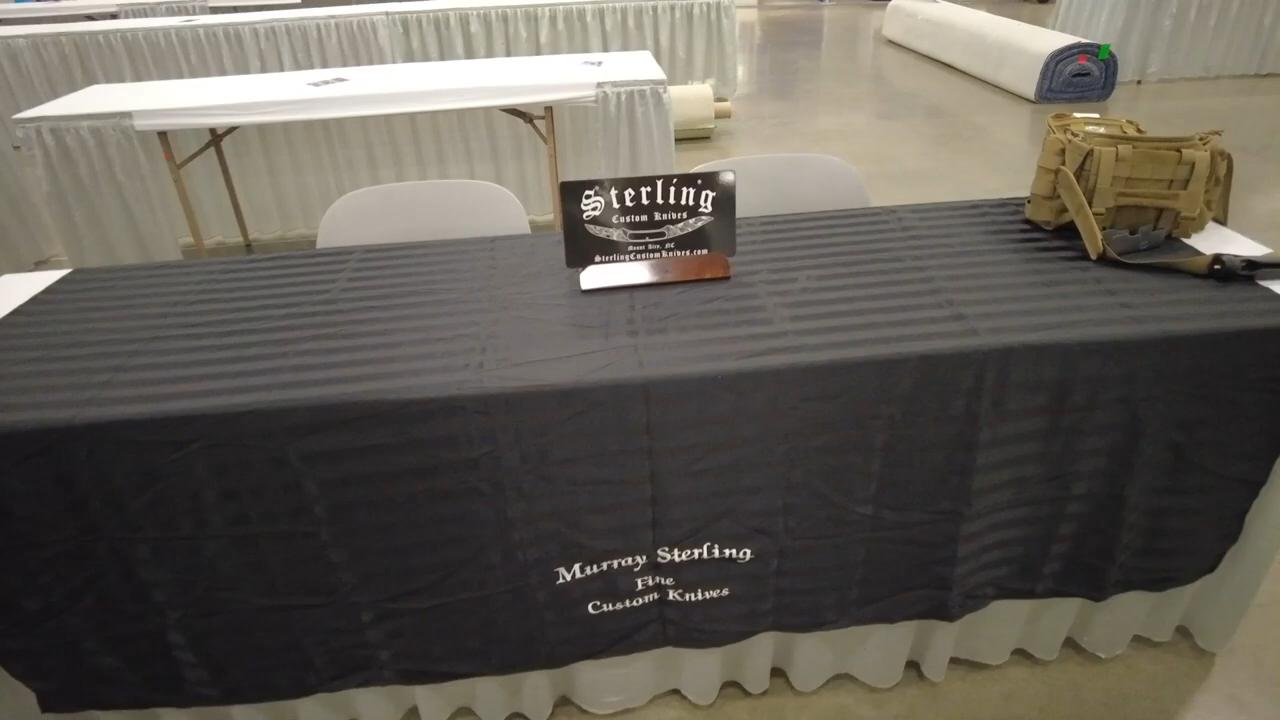 Sterling
Custom Knives
Mount Airy, NC
SterlingCustomKnives.com
Murray Sterling
Fine
Custom Knives